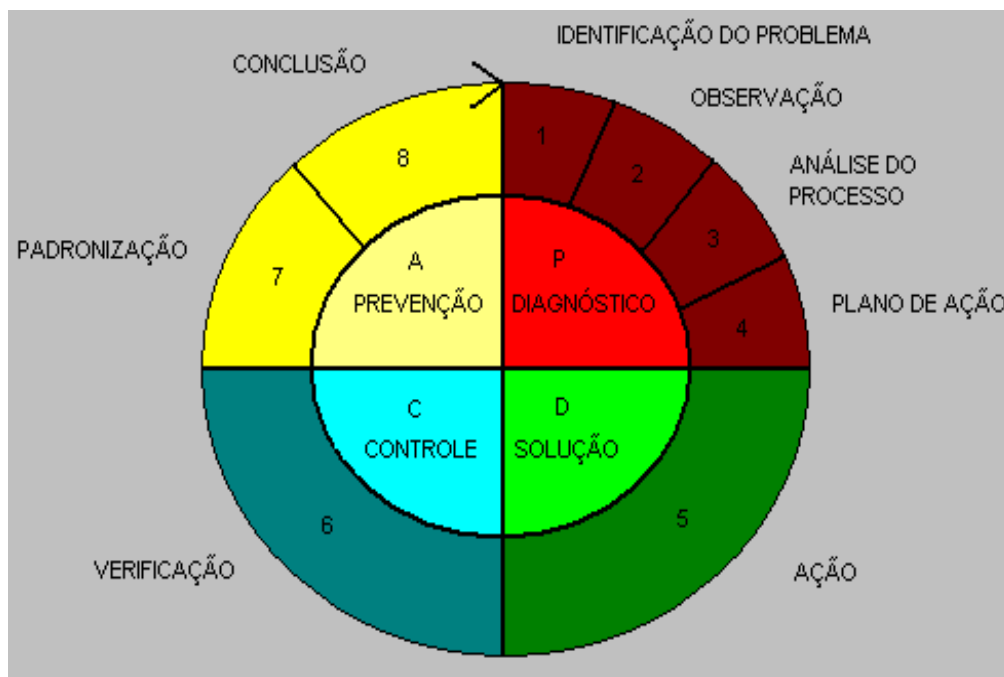 IDENTIFICAÇÃO DO PROBLEMA
CONCLUSÃO
OBSERVAÇÃO
1
8
2
ANÁLISE DO
PROCESSO
PADRONIZAÇÃO
7
3
A
PREVENÇÃO
P
DIAGNÓSTICO
4
PLANO DE AÇÃO
C
CONTROLE
D
SOLUÇÃO
6
5
VERIFICAÇÃO
AÇÃO